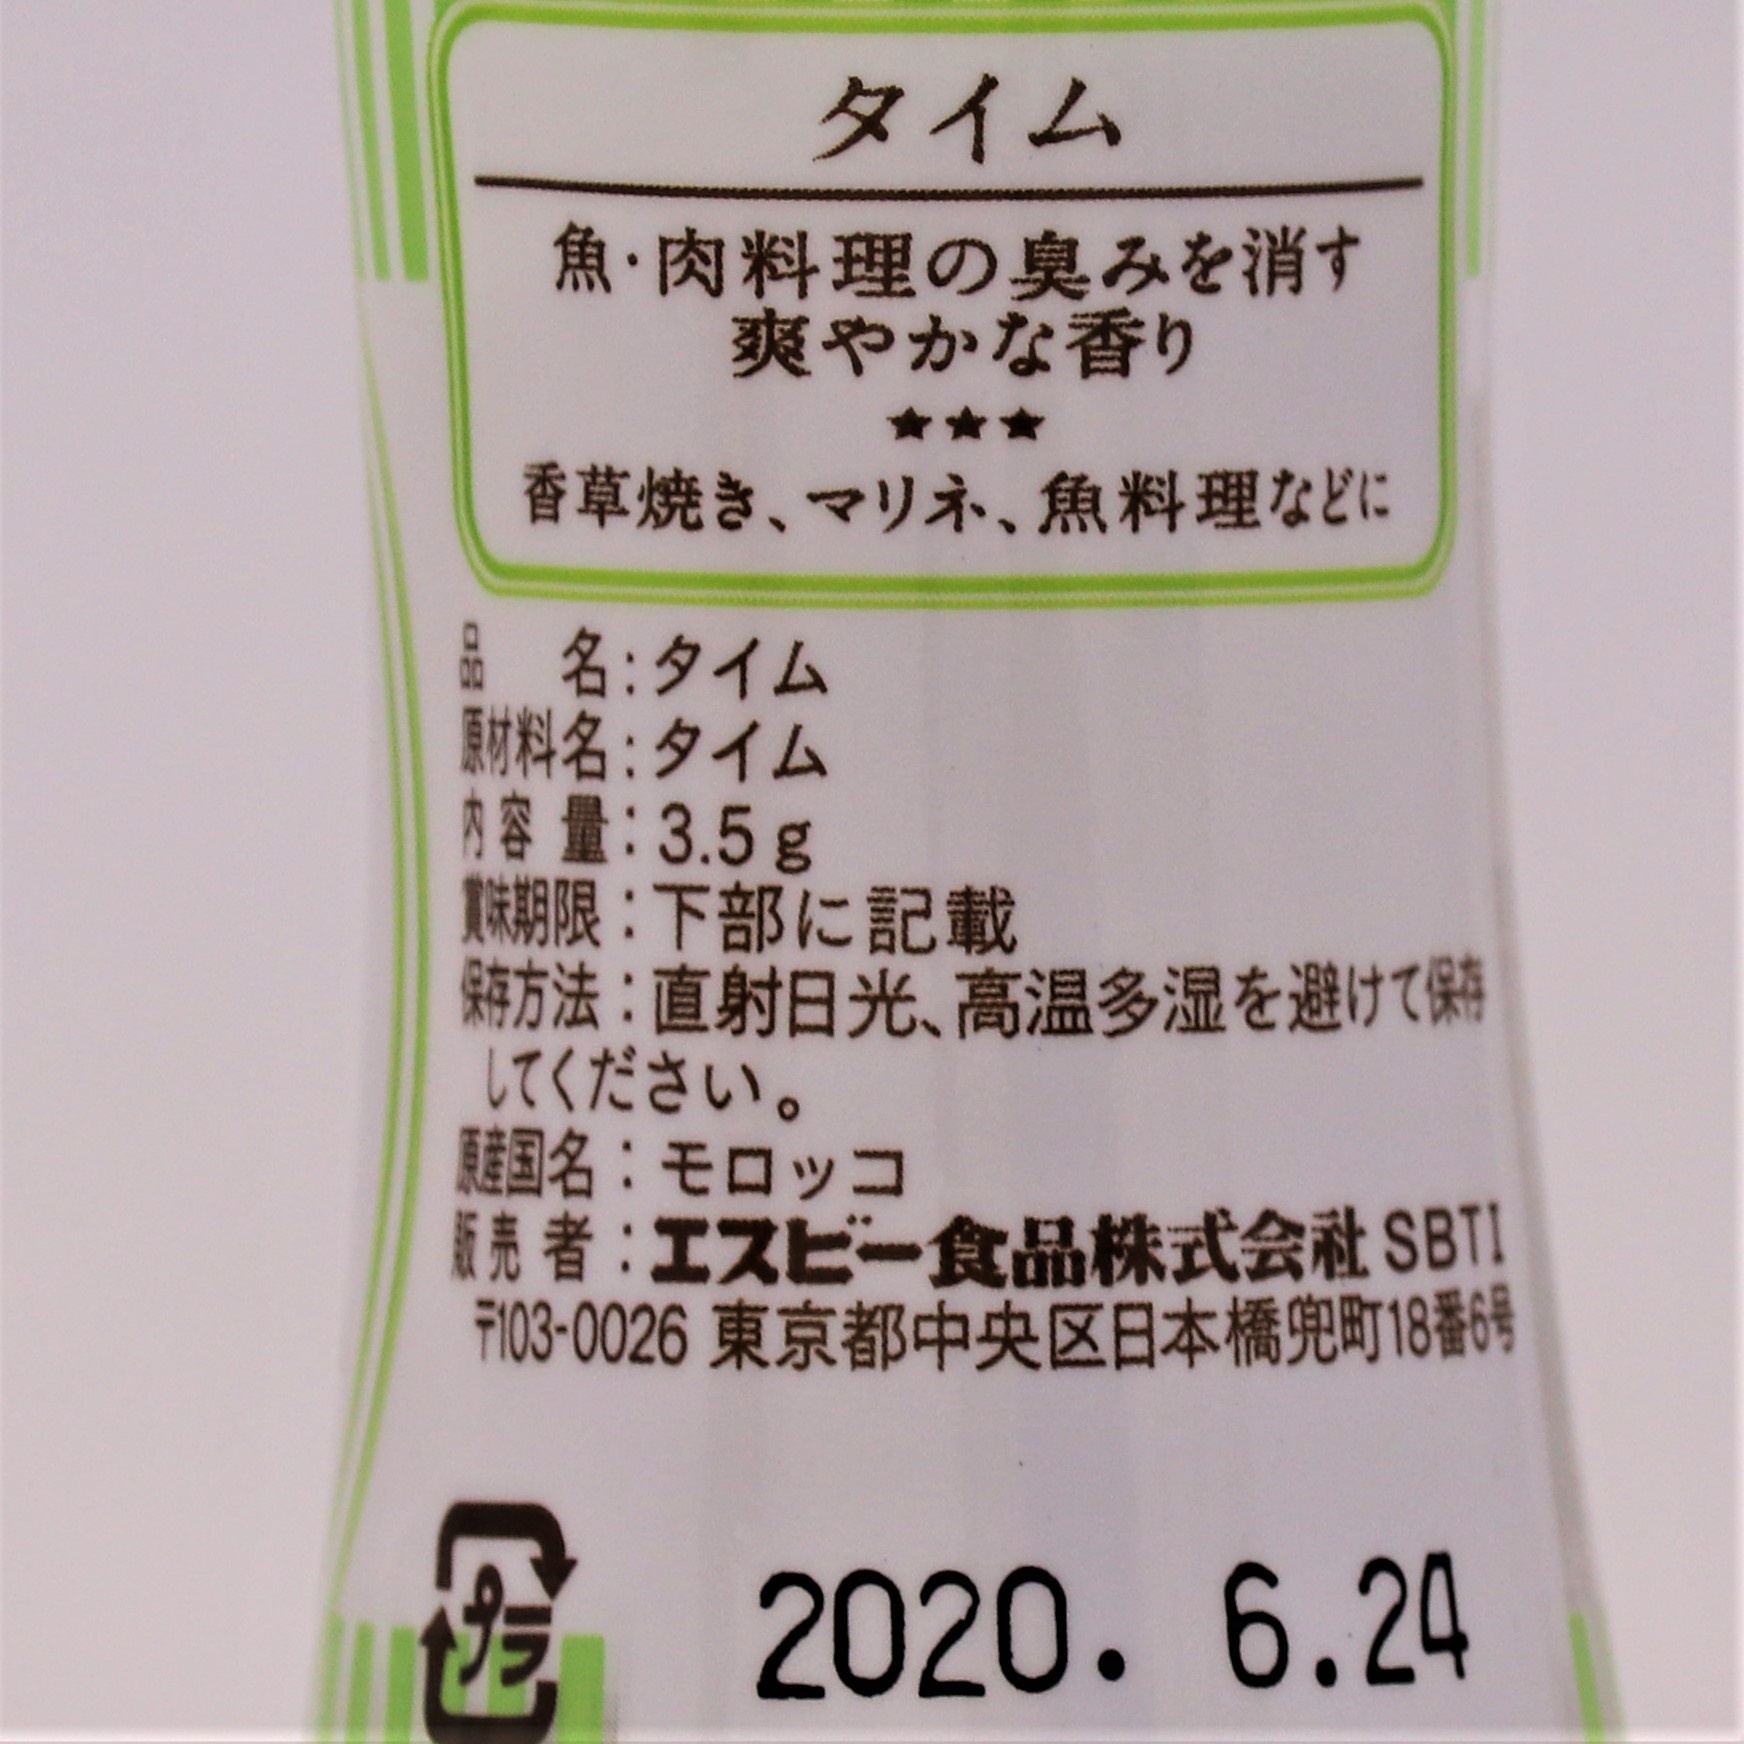 タイム
魚・肉料理の臭みを消す
爽やかな香り
★★★
香草焼き、マリネ、魚料理などに
品　名：タイム
原材料名：タイム
内容量：3.5g
賞味期限：下部に記載
保存方法：直射日光、高温多湿を避けて保存
してください。
原産国名：モロッコ
販売者：エスビー食品株式会社 SBTI
〒103-0026 東京都中央区日本橋兜町18番6号
プラ
2020. 6.24